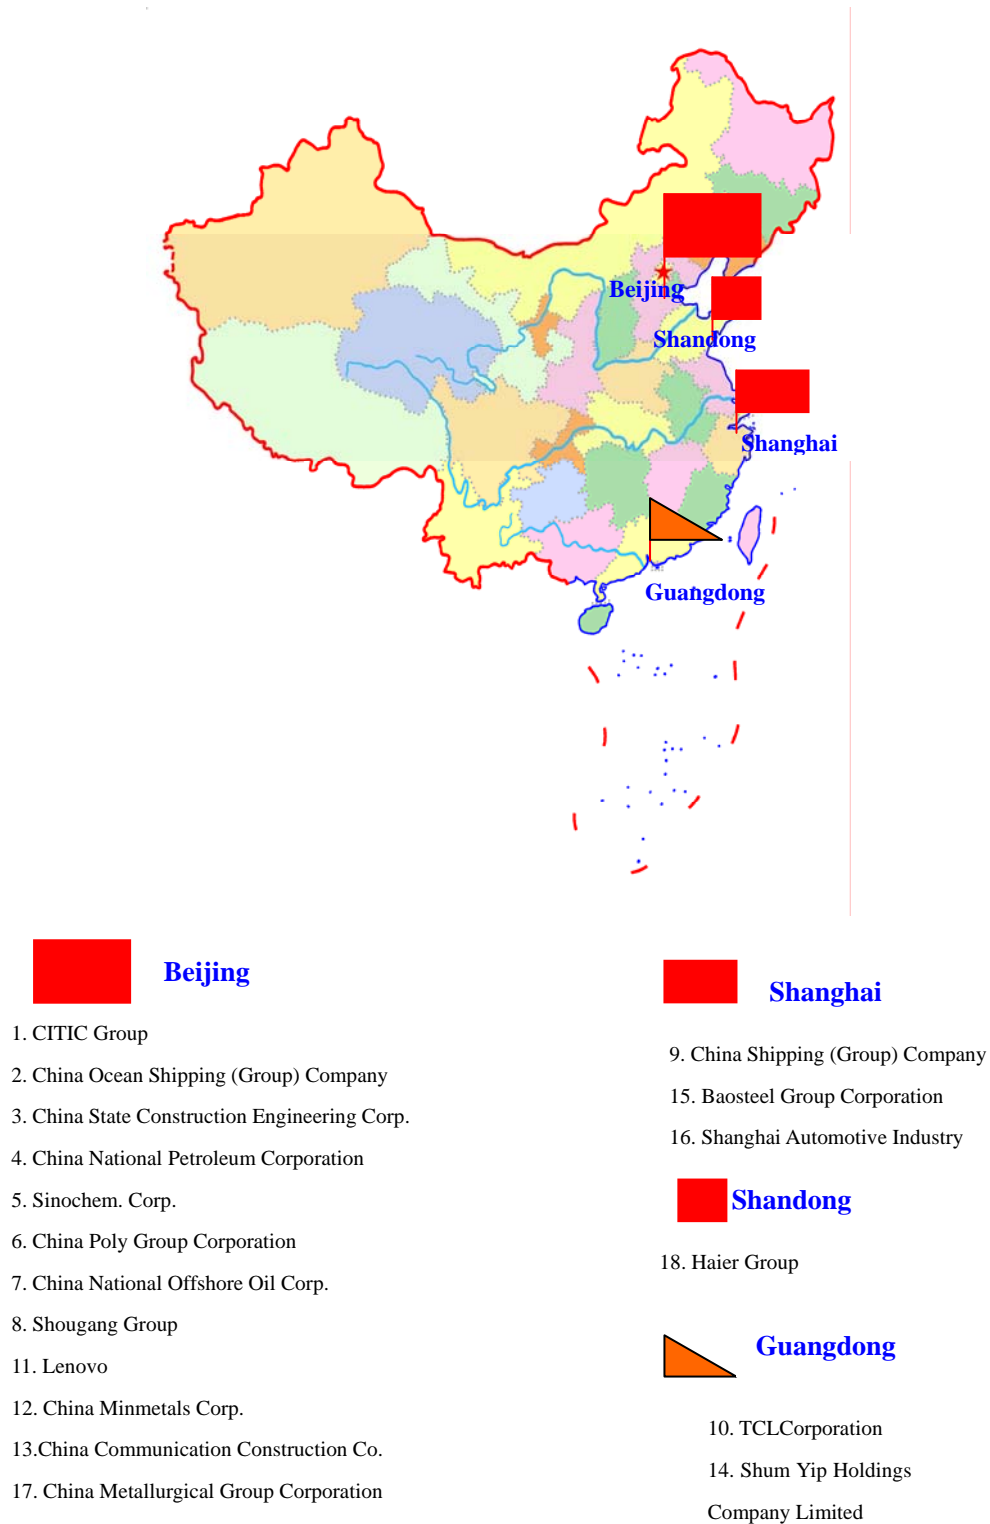 Beijing
Shandong
Shanghai
Guangdong
Beijing
1. CITIC Group
2. China Ocean Shipping (Group) Company
3. China State Construction Engineering Corp.
4. China National Petroleum Corporation
5. Sinochem. Corp.
6. China Poly Group Corporation
7. China National Offshore Oil Corp.
8. Shougang Group
11. Lenovo
12. China Minmetals Corp.
13.China Communication Construction Co.
17. China Metallurgical Group Corporation
Shanghai
9. China Shipping (Group) Company
15. Baosteel Group Corporation
16. Shanghai Automotive Industry
Shandong
18. Haier Group
Guangdong
10. TCLCorporation
14. Shum Yip Holdings
Company Limited